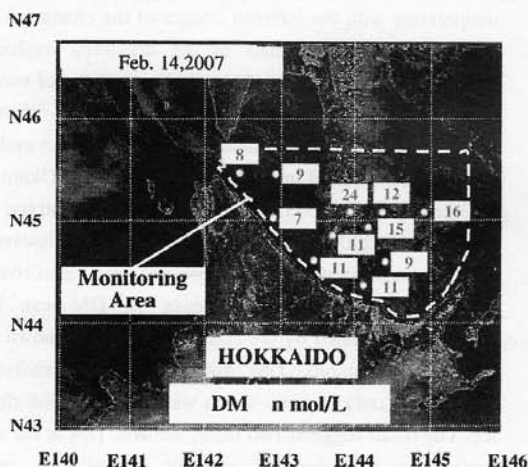 N47
Feb. 14,2007
N46
8
9
24
12
16
N45
7
15
11
Monitoring
Area
11
9
11
N44
HOKKAIDO
DM n mol/L
N43
E140 E141 E142 E143 E144 E145 E146